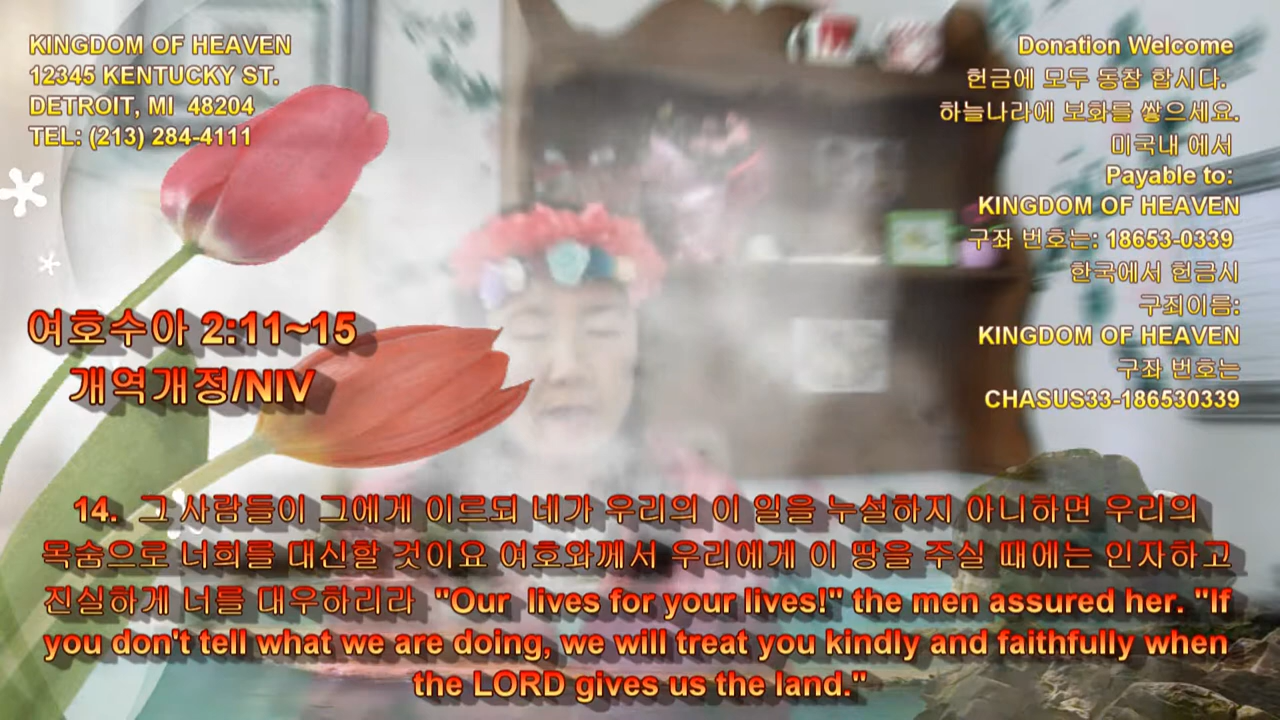 KINGDOM OF HEAVEN
12345 KENTUCKY ST.
DETROIT, MI  48204
TEL: (213) 284-4111
Donation Welcome
헌금에 모두 동참 합시다.
하늘나라에 보화를 쌓으세요.
미국내 에서
Payable to:
KINGDOM OF HEAVEN
구좌 번호는: 18653-0339
한국에서 헌금시
구좌이름:
KINGDOM OF HEAVEN
구좌 번호는
CHASUS33-186530339
여호수아 2:11~15
개역개정/NIV
14.  그 사람들이 그에게 이르되 네가 우리의 이 일을 누설하지 아니하면 우리의
목숨으로 너희를 대신할 것이요 여호와께서 우리에게 이 땅을 주실 때에는 인자하고
진실하게 너를 대우하리라  "Our  lives for your lives!" the men assured her. "If
you don't tell what we are doing, we will treat you kindly and faithfully when
the LORD gives us the land."